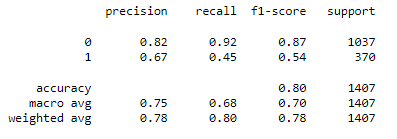 precision recall f1-score support
0 0.82 0.92 0.87 1037
1 0.67 0.45 0.54 370
accuracy 0.80 1407
macro avg 0.75 0.68 0.70 1407
weighted avg 0.78 0.80 0.78 1407